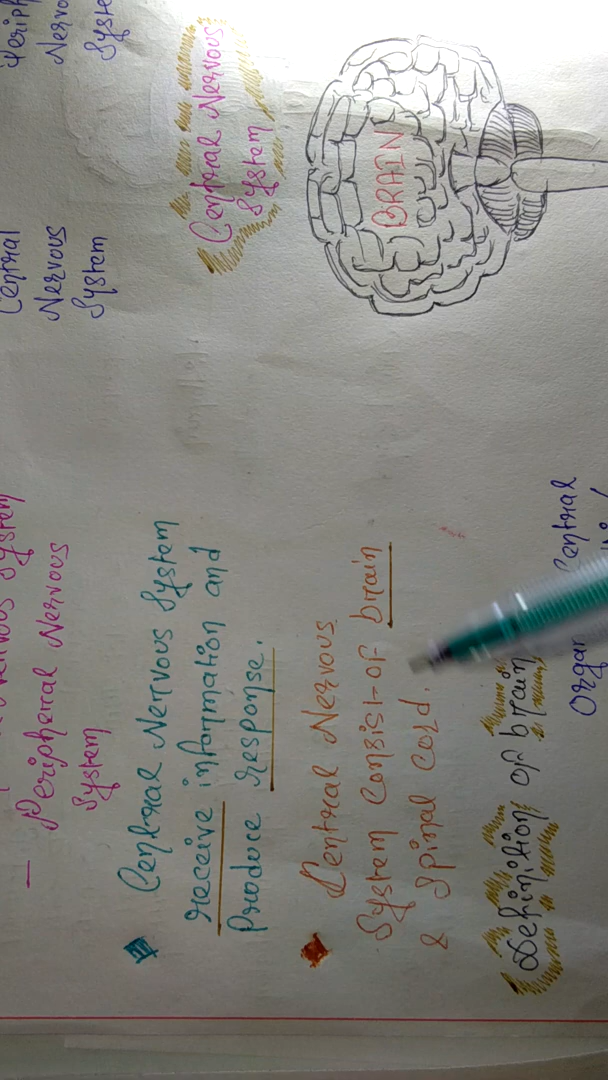 Nervous System
— Peripheral Nervous
System
Central
Nervous
System
Nervous
Central Nervous
System
Central Nervous System
receive information and
Produce response.
Central Nervous
System consist of brain
& Spinal cord.
BRAIN
Definition of brain
Central